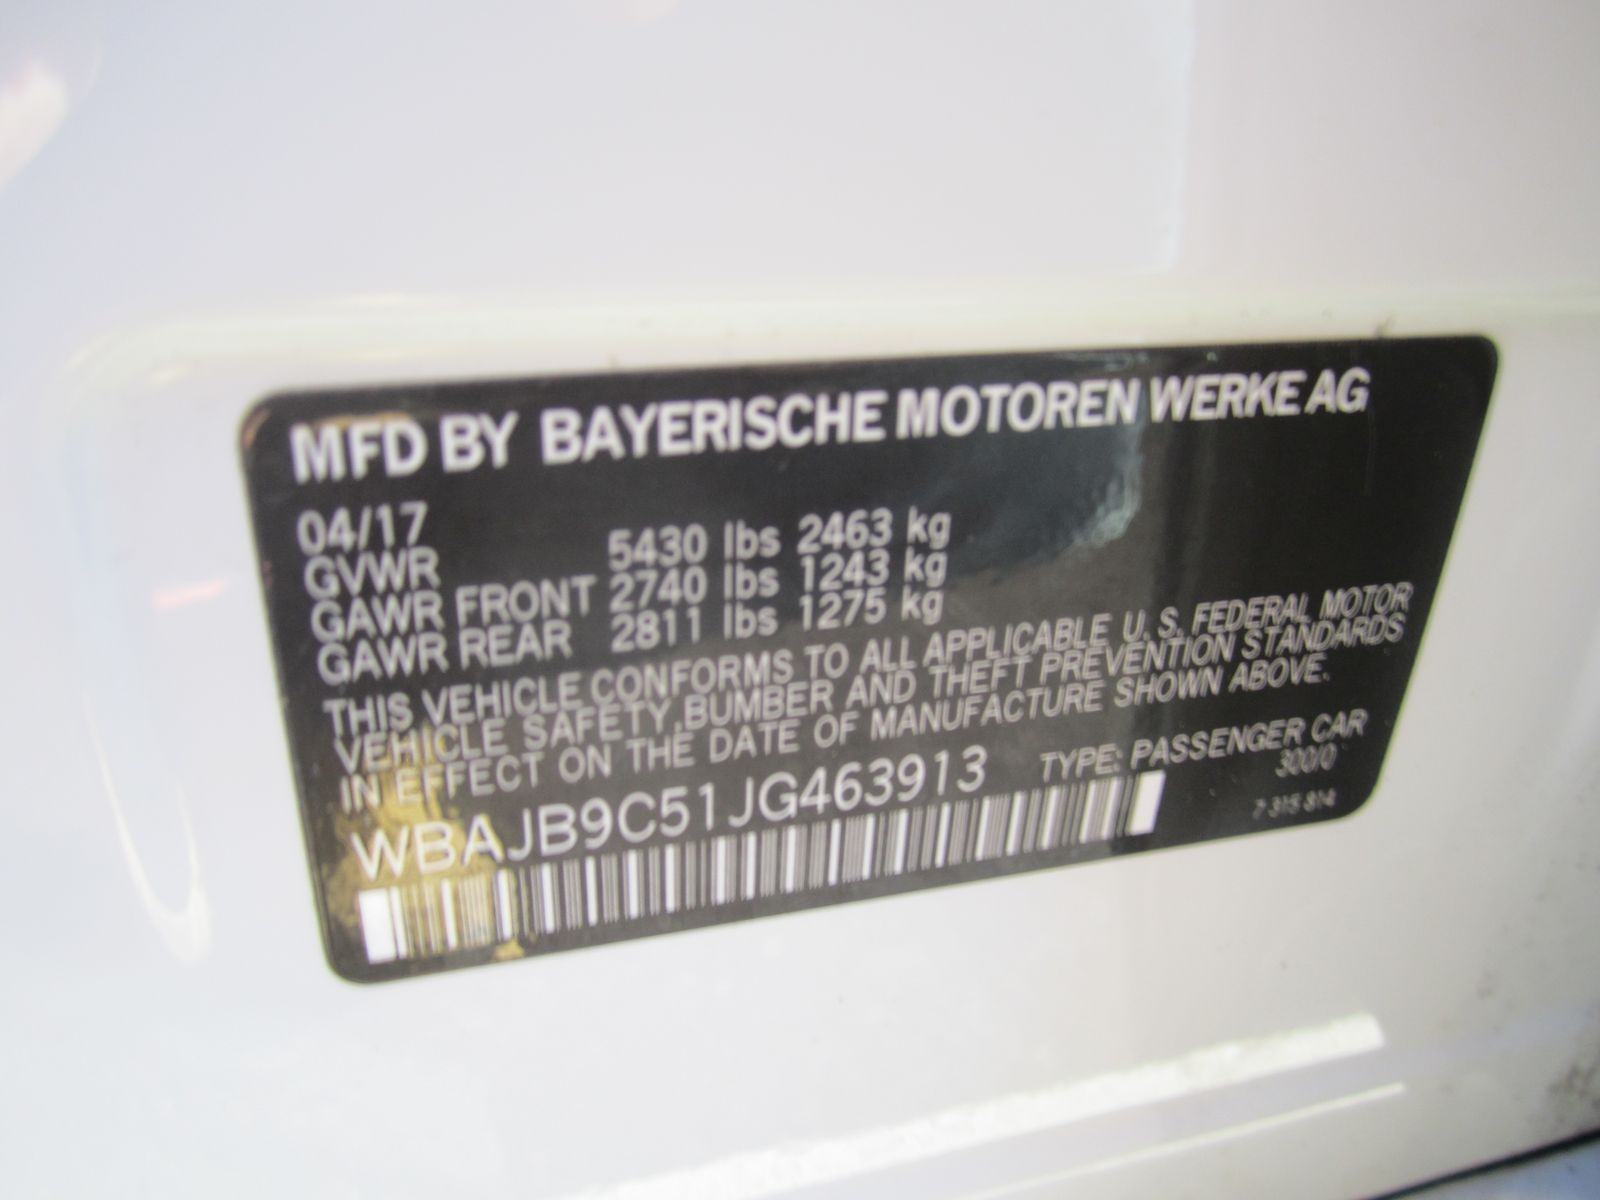 MFD BY BAYERISCHE MOTOREN WERKE AG
04/17
GVWR 5430 lbs 2463 kg
GAWR FRONT 2740 lbs 1243 kg
GAWR REAR 2811 lbs 1275 kg
THIS VEHICLE CONFORMS TO ALL APPLICABLE U.S. FEDERAL MOTOR
VEHICLE SAFETY, BUMBER AND THEFT PREVENTION STANDARDS
IN EFFECT ON THE DATE OF MANUFACTURE SHOWN ABOVE.
WBAJB9C51JG463913 TYPE: PASSENGER CAR
300/0
7 315 814